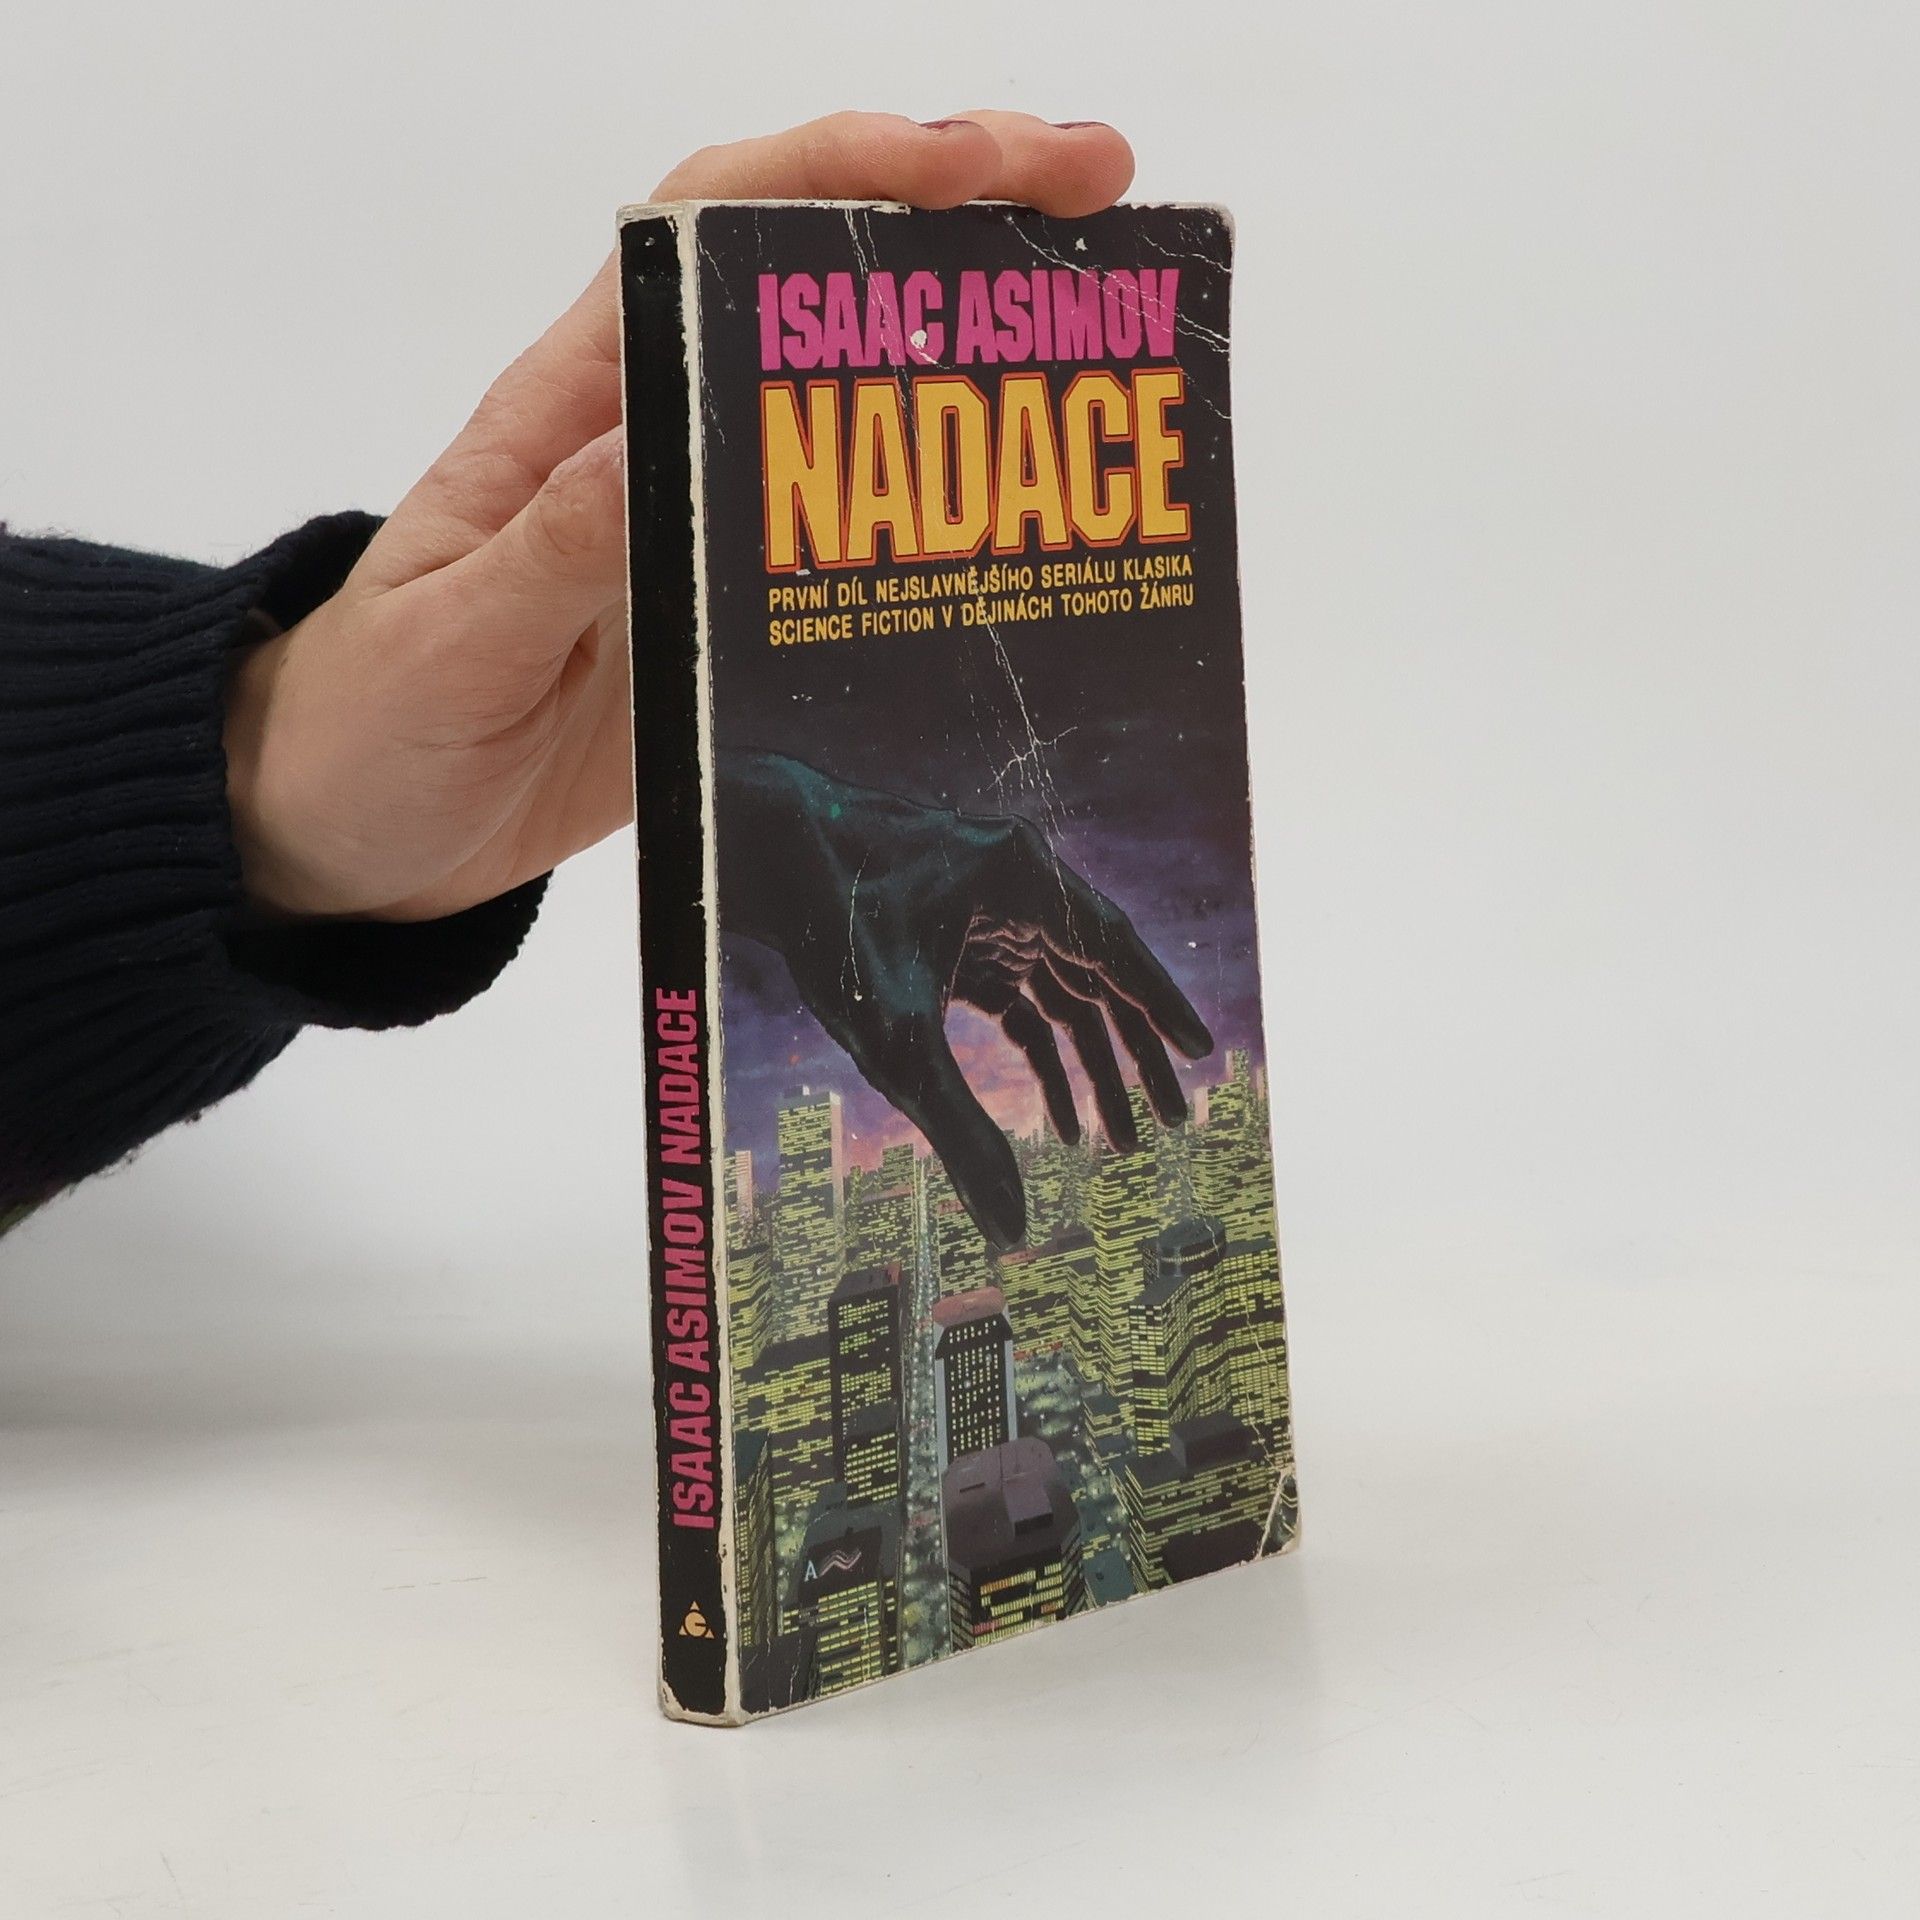 ISAAC ASIMOV
NADACE
PRVNÍ DÍL NEJSLAVNĚJŠÍHO SERIÁLU KLASIKA
SCIENCE FICTION V DĚJINÁCH TOHOTO ŽÁNRU
ISAAC ASIMOV NADACE
A